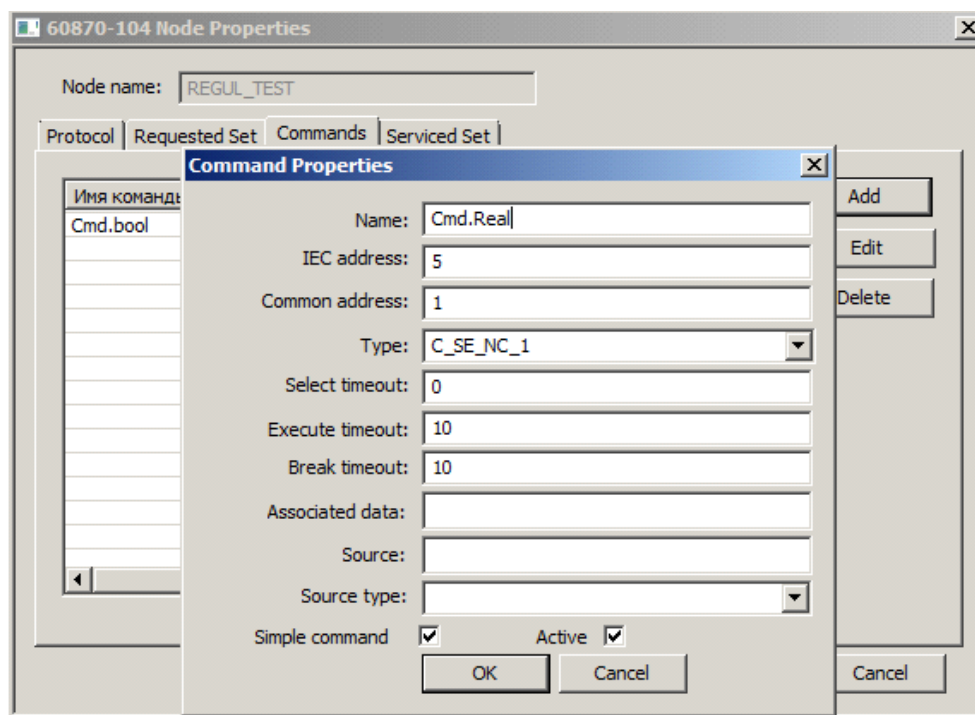 60870-104 Node Properties
Node name: REGUL_TEST
Protocol Requested Set Commands Serviced Set
Command Properties
Имя команды
Cmd.bool
Name: Cmd.Real
IEC address: 5
Common address: 1
Type: C_SE_NC_1
Select timeout: 0
Execute timeout: 10
Break timeout: 10
Associated data:
Source:
Source type:
Simple command Active
OK Cancel
Add
Edit
Delete
Cancel